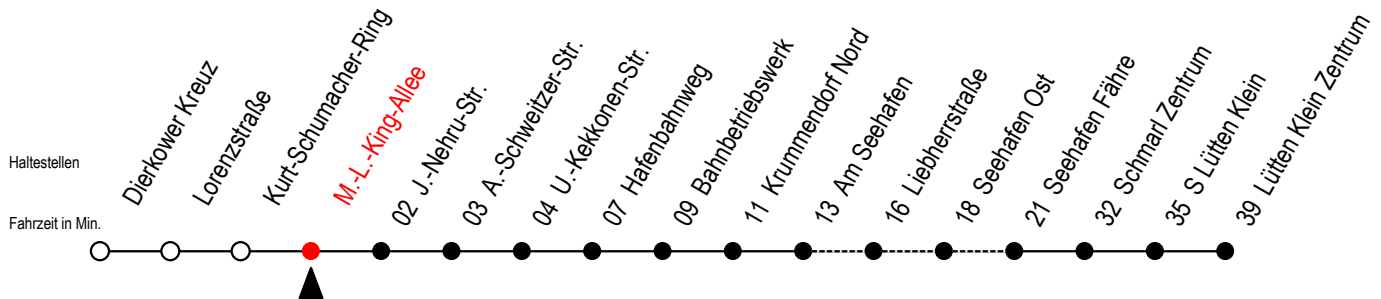 Haltestellen
Fahrzeit in Min.
Dierkower Kreuz
Lorenzstraße
Kurt-Schumacher-Ring
M.-L.-King-Allee
02 J.-Nehru-Str.
03 A.-Schweitzer-Str.
04 U.-Kekkonen-Str.
07 Hafenbahnweg
09 Bahnbetriebswerk
11 Krummendorf Nord
13 Am Seehafen
16 Liebherrstraße
18 Seehafen Ost
21 Seehafen Fähre
32 Schmarl Zentrum
35 S Lütten Klein
39 Lütten Klein Zentrum